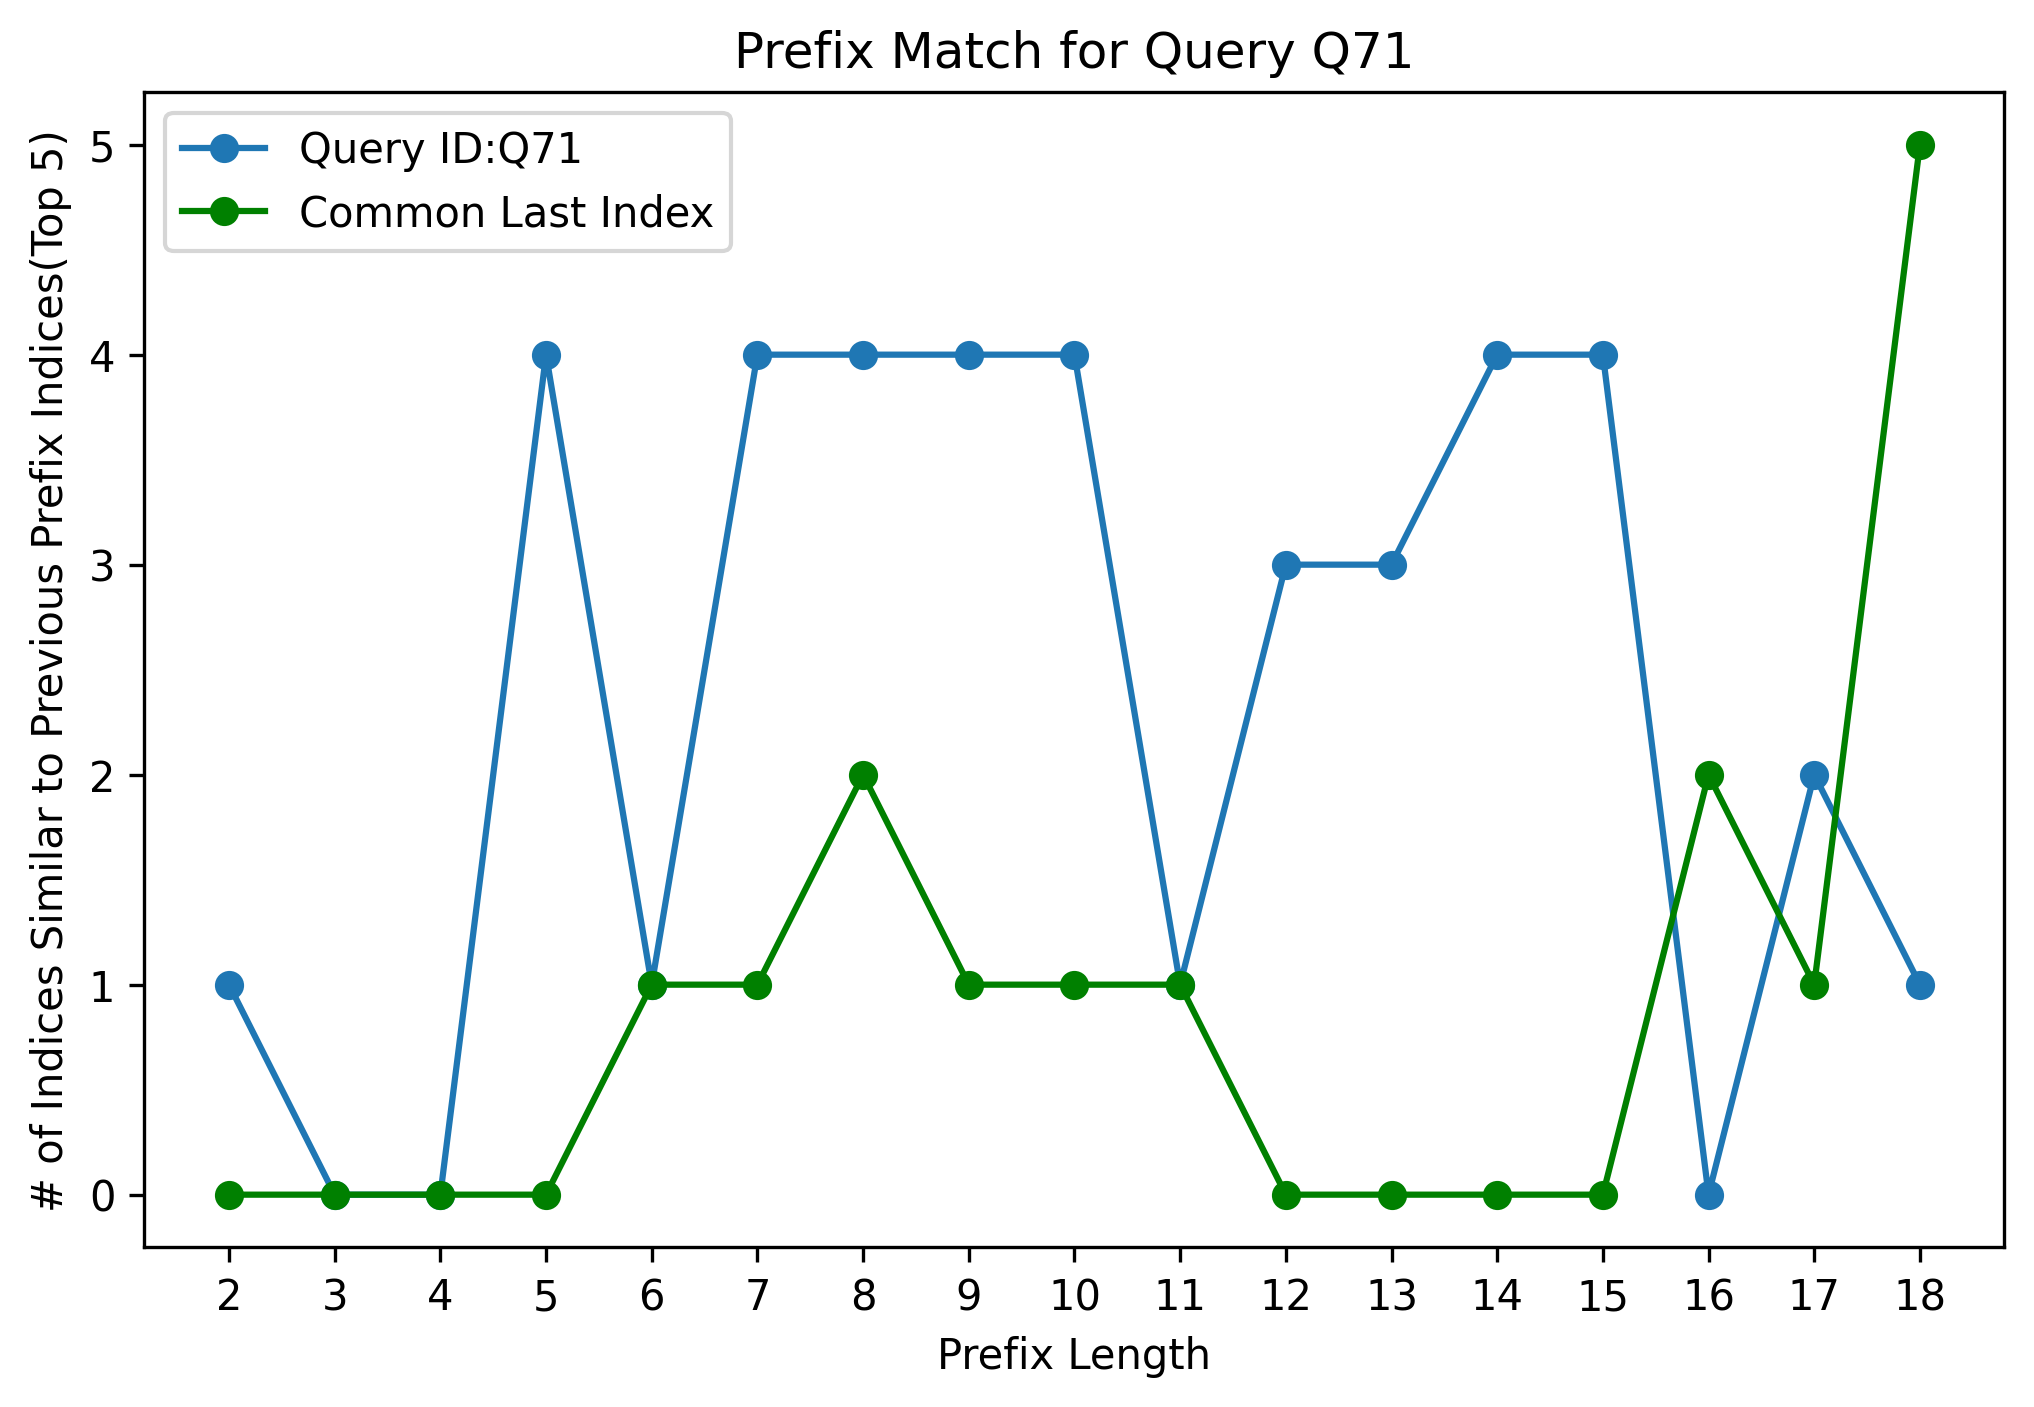 Prefix Match for Query Q71
Query ID:Q71
Common Last Index
# of Indices Similar to Previous Prefix Indices(Top 5)
5
4
3
2
1
0
2 3 4 5 6 7 8 9 10 11 12 13 14 15 16 17 18
Prefix Length